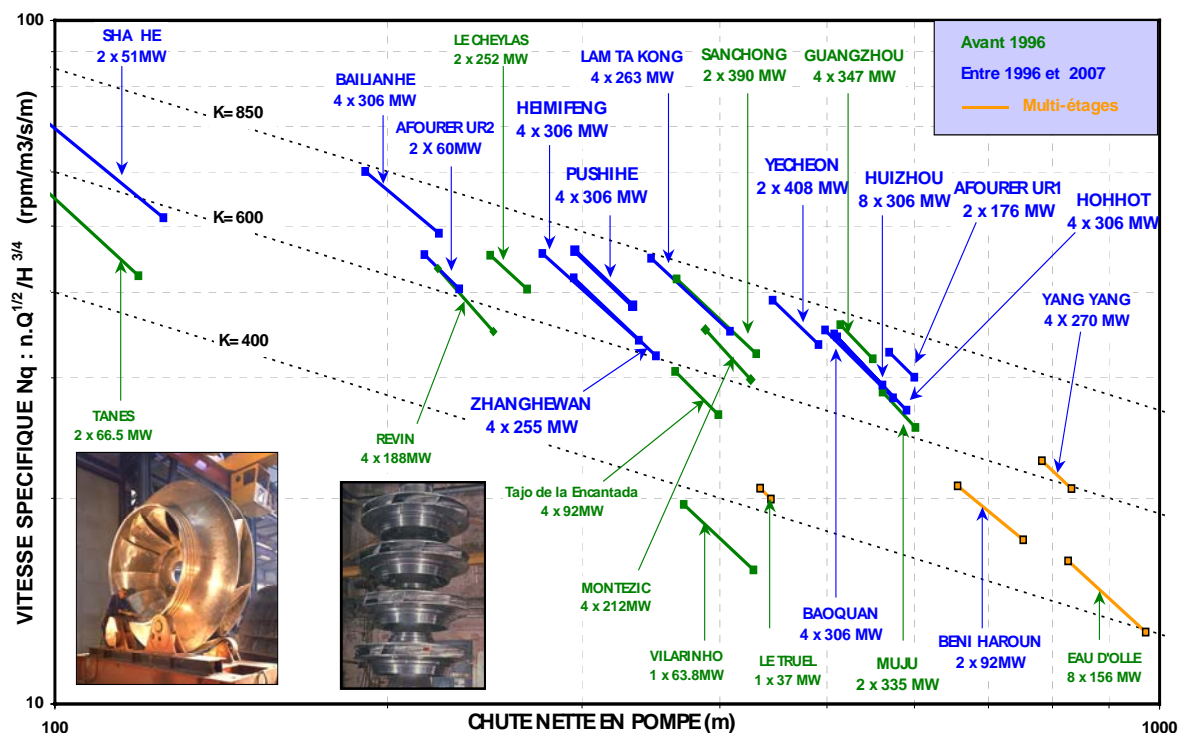 100
SHA HE
2 x 51MW
LE CHEYLAS
2 x 252 MW
BAILIANHE
4 x 306 MW
AFOURER UR2
2 X 60MW
HEIMIFENG
4 x 306 MW
LAM TA KONG
4 x 263 MW
PUSHIHE
4 x 306 MW
SANCHONG
2 x 390 MW
GUANGZHOU
4 x 347 MW
Avant 1996
Entre 1996 et 2007
Multi-étages
YECHEON
2 x 408 MW
HUIZHOU
8 x 306 MW
AFOURER UR1
2 x 176 MW
HOHHOT
4 x 306 MW
YANG YANG
4 X 270 MW
K= 850
K= 600
K= 400
VITESSE SPECIFIQUE Nq : n.Q1/2 /H 3/4 (rpm/m3/s/m)
TANES
2 x 66.5 MW
REVIN
4 x 188MW
ZHANGHEWAN
4 x 255 MW
Tajo de la Encantada
4 x 92MW
MONTEZIC
4 x 212MW
VILARINHO
1 x 63.8MW
LE TRUEL
1 x 37 MW
BAOQUAN
4 x 306 MW
MUJU
2 x 335 MW
BENI HAROUN
2 x 92MW
EAU D'OLLE
8 x 156 MW
10
100
CHUTE NETTE EN POMPE (m)
1000